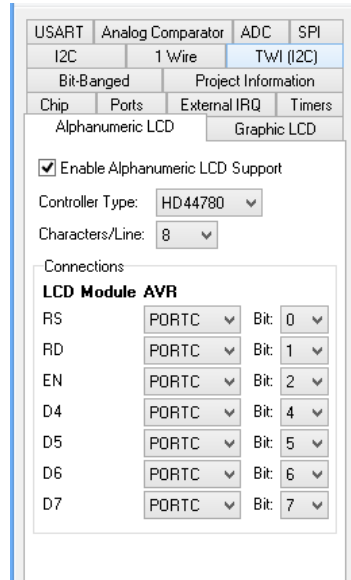 USART Analog Comparator ADC SPI
I2C 1 Wire TWI (I2C)
Bit-Banged Project Information
Chip Ports External IRQ Timers
Alphanumeric LCD Graphic LCD
Enable Alphanumeric LCD Support
Controller Type: HD44780
Characters/Line: 8
Connections
LCD Module AVR
RS PORTC Bit: 0
RD PORTC Bit: 1
EN PORTC Bit: 2
D4 PORTC Bit: 4
D5 PORTC Bit: 5
D6 PORTC Bit: 6
D7 PORTC Bit: 7